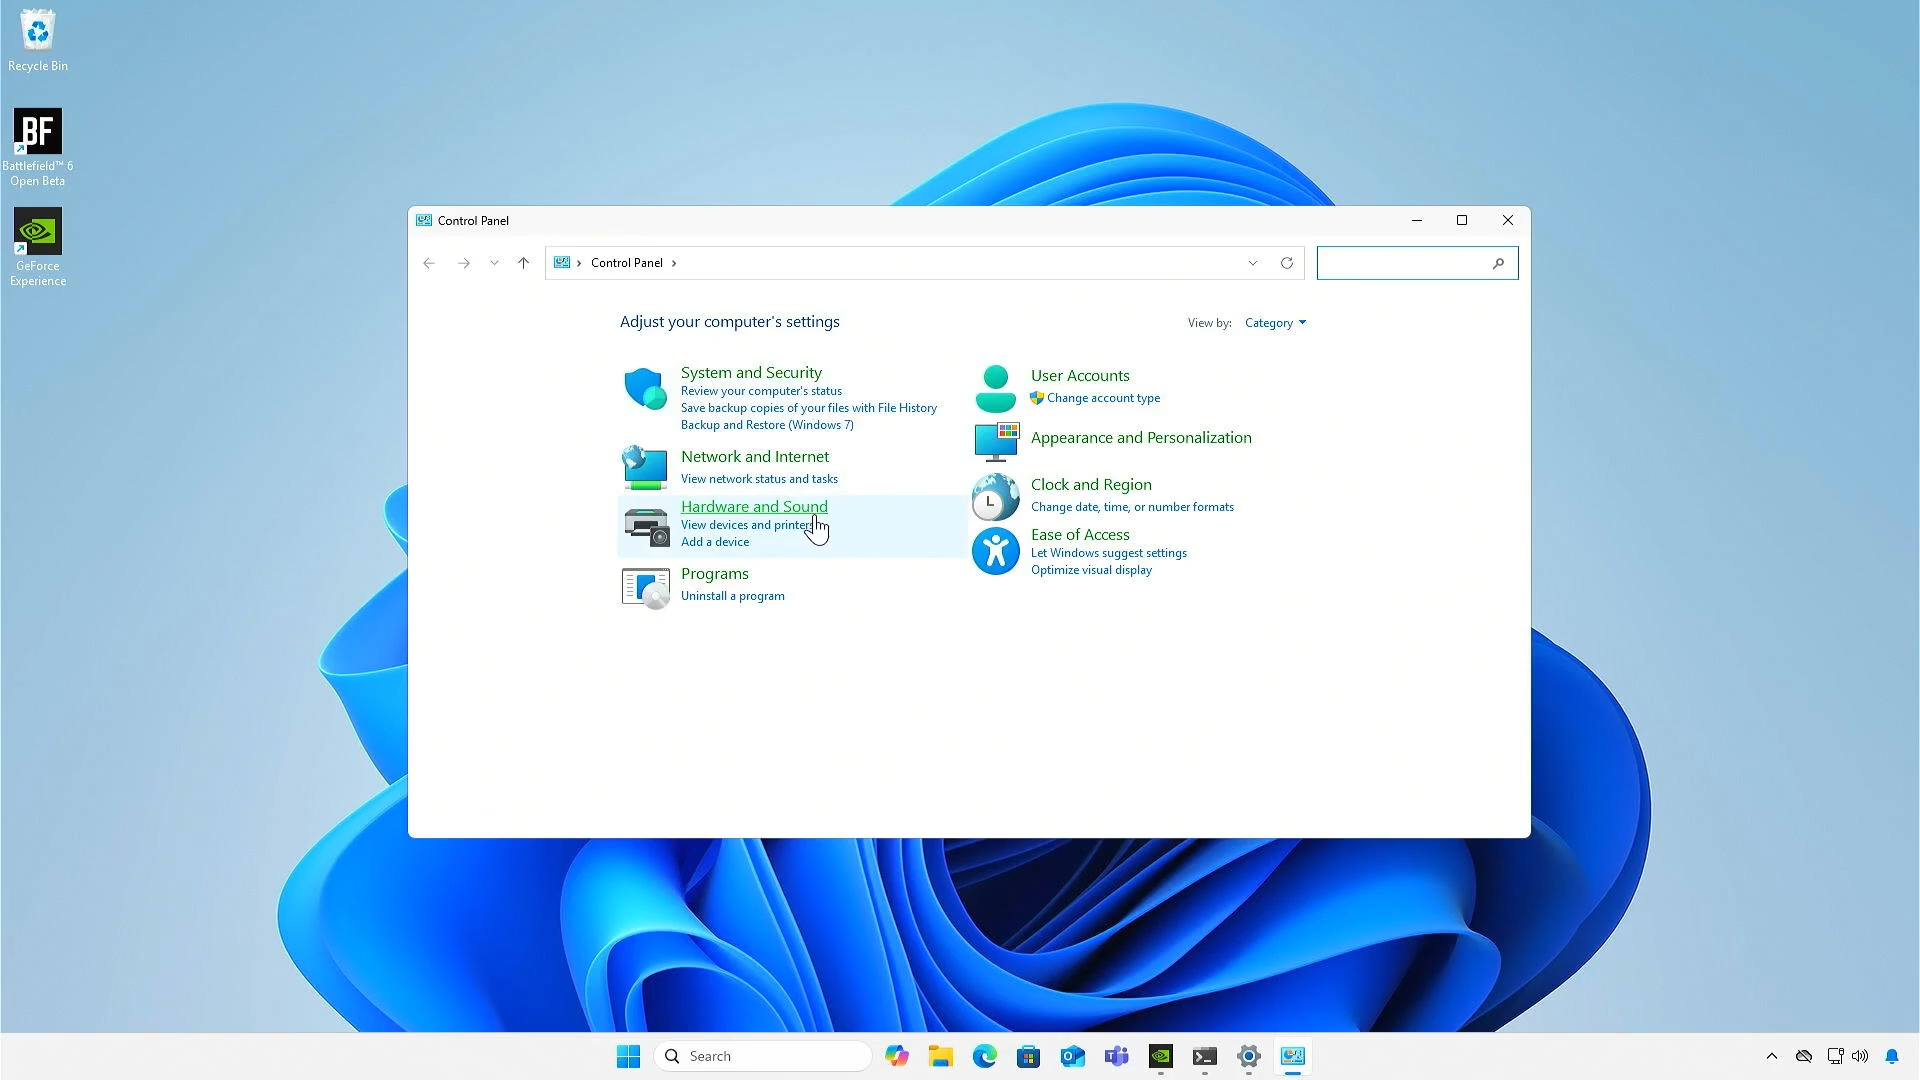 Recycle Bin
BF
Battlefield™ 6
Open Beta
GeForce
Experience
Control Panel
Control Panel
Adjust your computer's settings
View by: Category
System and Security
Review your computer's status
Save backup copies of your files with File History
Backup and Restore (Windows 7)
Network and Internet
View network status and tasks
Hardware and Sound
View devices and printers
Add a device
Programs
Uninstall a program
User Accounts
Change account type
Appearance and Personalization
Clock and Region
Change date, time, or number formats
Ease of Access
Let Windows suggest settings
Optimize visual display
Search